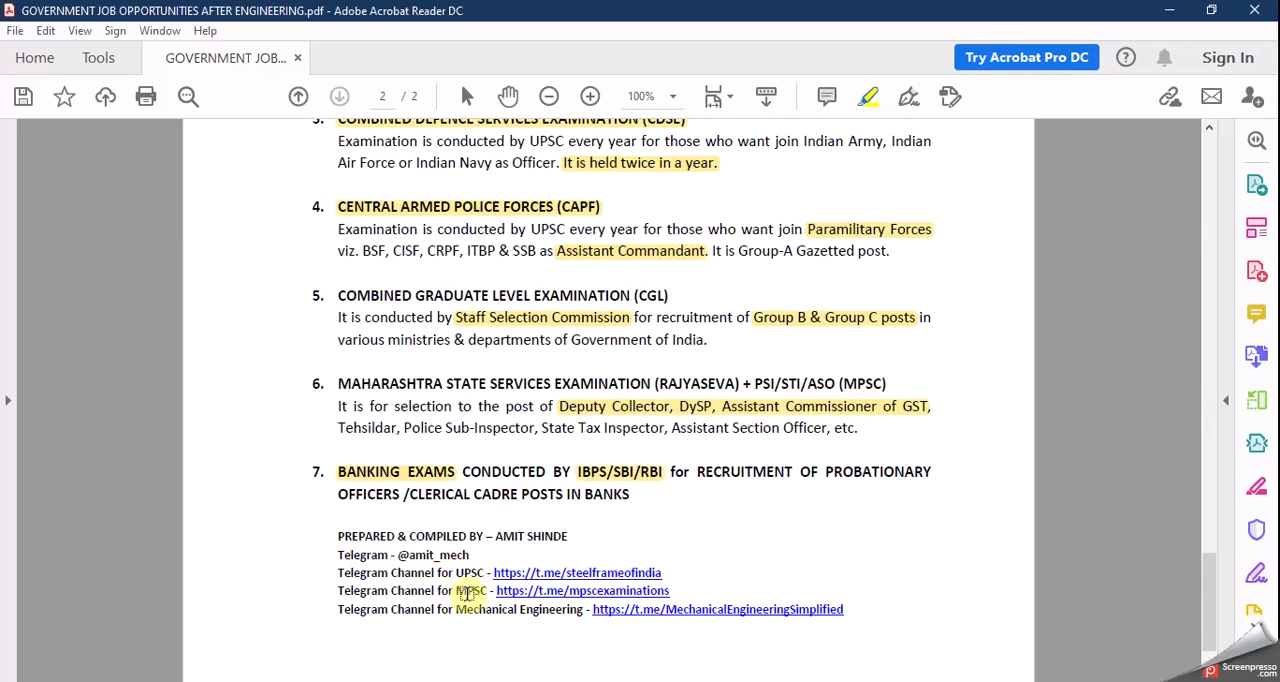 GOVERNMENT JOB OPPORTUNITIES AFTER ENGINEERING.pdf - Adobe Acrobat Reader DC
File Edit View Sign Window Help
Home Tools GOVERNMENT JOB... × Try Acrobat Pro DC Sign In
2 / 2 100%
3. COMBINED DEFENCE SERVICES EXAMINATION (CDSE)
Examination is conducted by UPSC every year for those who want join Indian Army, Indian
Air Force or Indian Navy as Officer. It is held twice in a year.
4. CENTRAL ARMED POLICE FORCES (CAPF)
Examination is conducted by UPSC every year for those who want join Paramilitary Forces
viz. BSF, CISF, CRPF, ITBP & SSB as Assistant Commandant. It is Group-A Gazetted post.
5. COMBINED GRADUATE LEVEL EXAMINATION (CGL)
It is conducted by Staff Selection Commission for recruitment of Group B & Group C posts in
various ministries & departments of Government of India.
6. MAHARASHTRA STATE SERVICES EXAMINATION (RAJYASEVA) + PSI/STI/ASO (MPSC)
It is for selection to the post of Deputy Collector, DySP, Assistant Commissioner of GST,
Tehsildar, Police Sub-Inspector, State Tax Inspector, Assistant Section Officer, etc.
7. BANKING EXAMS CONDUCTED BY IBPS/SBI/RBI for RECRUITMENT OF PROBATIONARY
OFFICERS /CLERICAL CADRE POSTS IN BANKS
PREPARED & COMPILED BY – AMIT SHINDE
Telegram - @amit_mech
Telegram Channel for UPSC - https://t.me/steelframeofindia
Telegram Channel for MPSC - https://t.me/mpscexaminations
Telegram Channel for Mechanical Engineering - https://t.me/MechanicalEngineeringSimplified
Screenpresso
.com